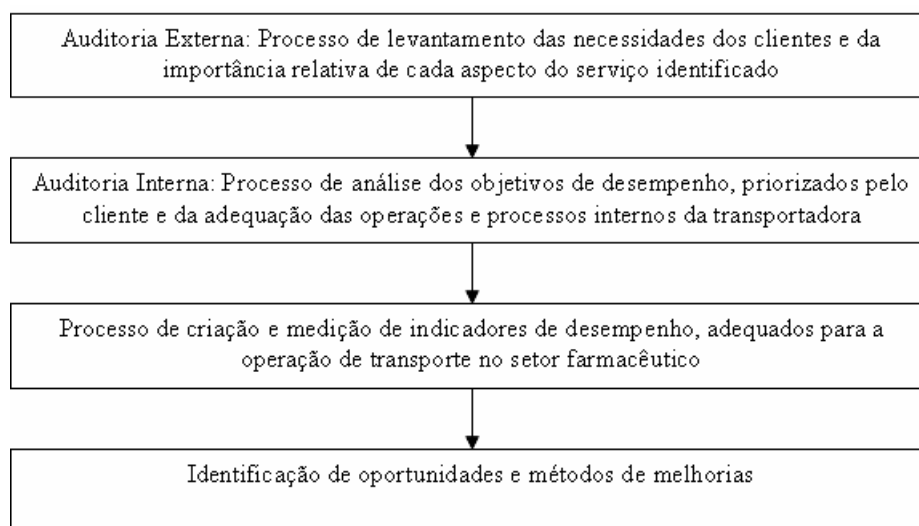 Auditoria Externa: Processo de levantamento das necessidades dos clientes e da
importância relativa de cada aspecto do serviço identificado
Auditoria Interna: Processo de análise dos objetivos de desempenho, priorizados pelo
cliente e da adequação das operações e processos internos da transportadora
Processo de criação e medição de indicadores de desempenho, adequados para a
operação de transporte no setor farmacêutico
Identificação de oportunidades e métodos de melhorias